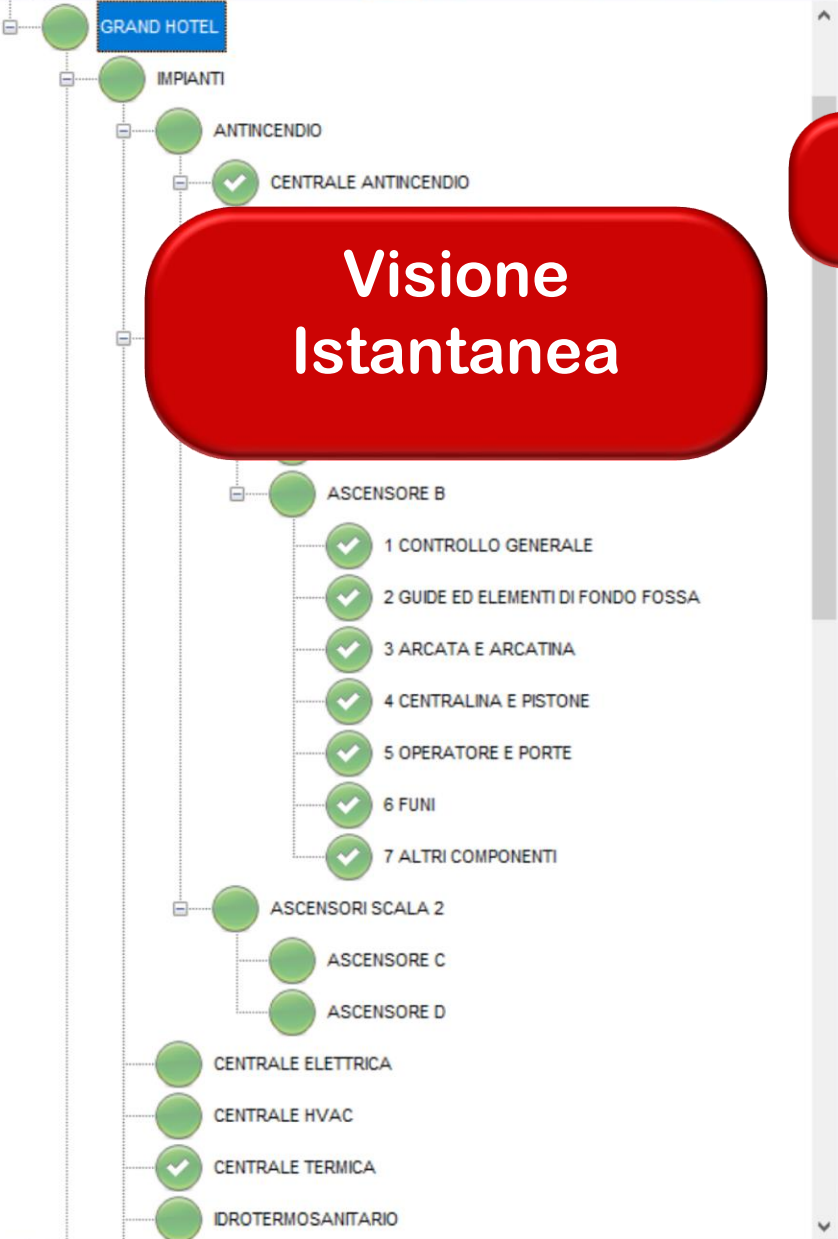 GRAND HOTEL
IMPIANTI
ANTINCENDIO
CENTRALE ANTINCENDIO
Visione
Istantanea
ASCENSORE B
1 CONTROLLO GENERALE
2 GUIDE ED ELEMENTI DI FONDO FOSSA
3 ARCATA E ARCATINA
4 CENTRALINA E PISTONE
5 OPERATORE E PORTE
6 FUNI
7 ALTRI COMPONENTI
ASCENSORI SCALA 2
ASCENSORE C
ASCENSORE D
CENTRALE ELETTRICA
CENTRALE HVAC
CENTRALE TERMICA
IDROTERMOSANITARIO